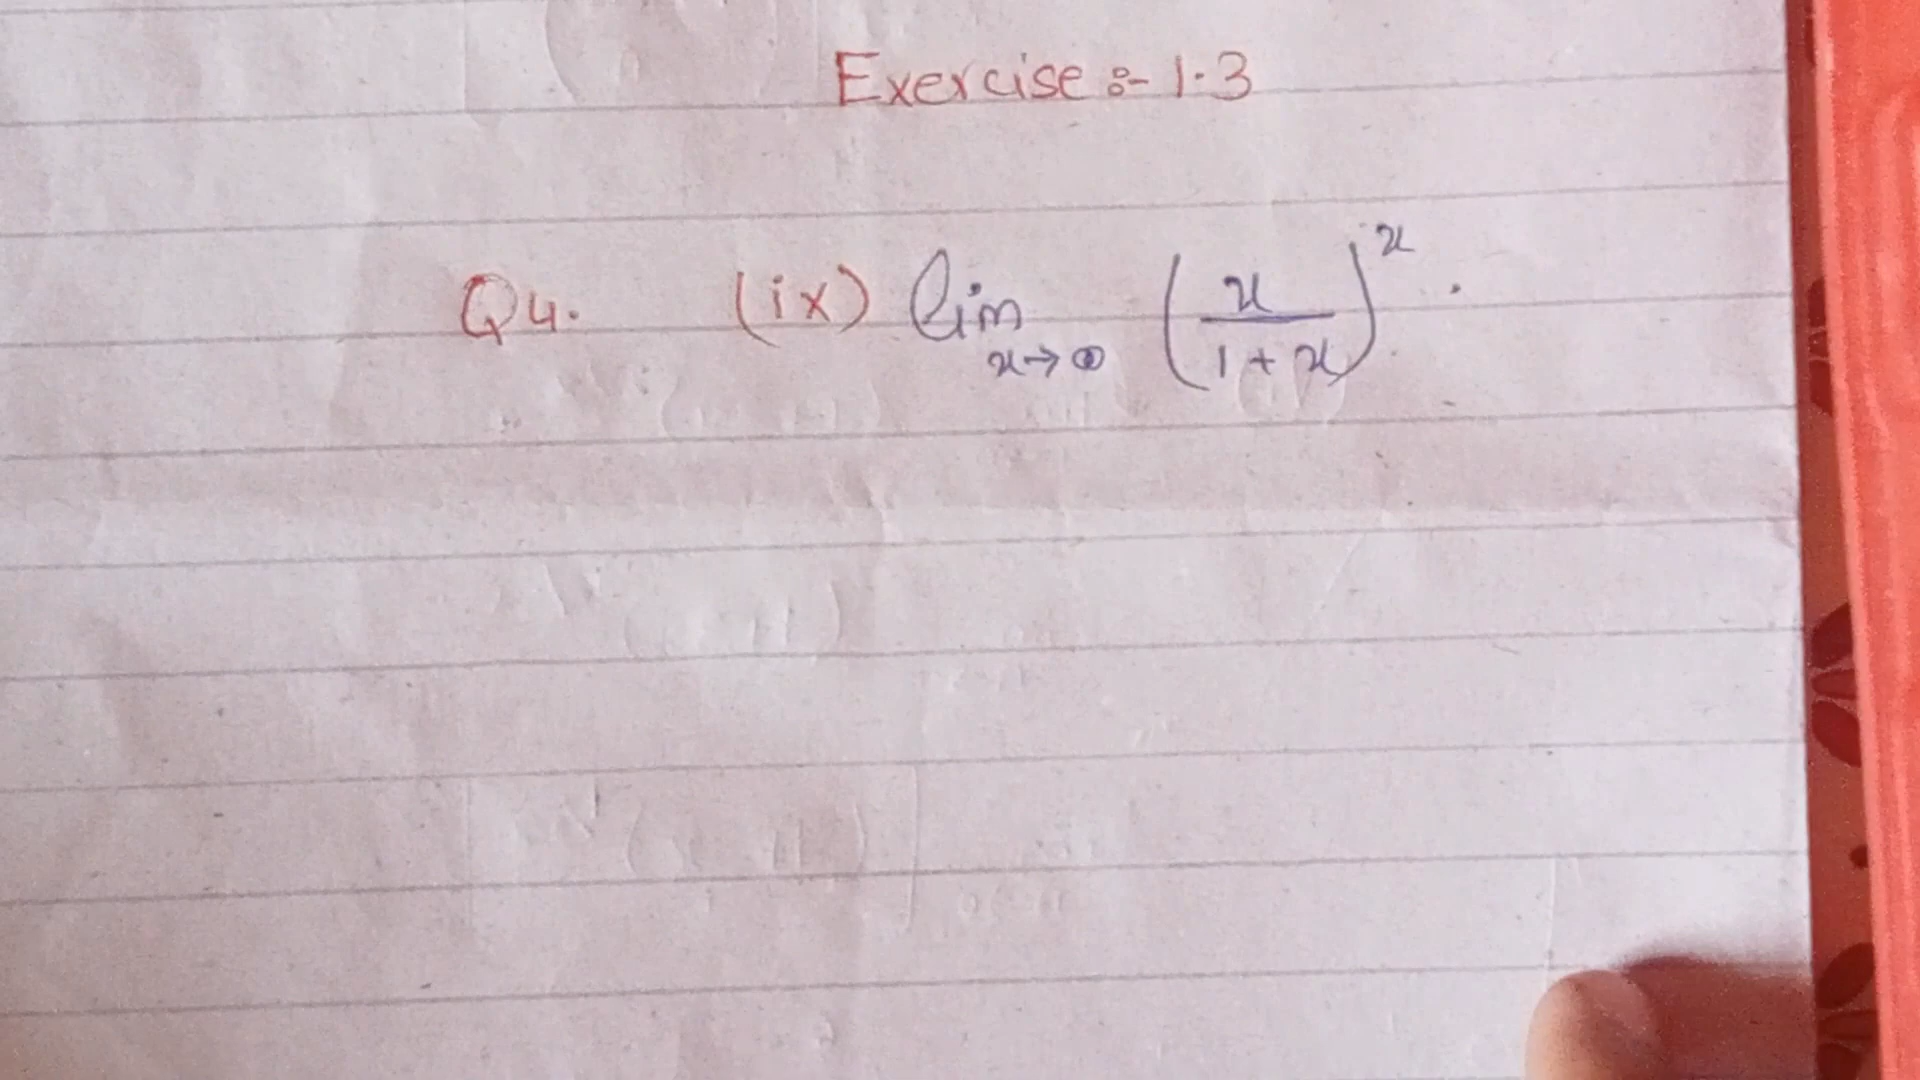 Exercise :- 1.3
Q4. (ix) lim x→∞ (x/1+x)^x.